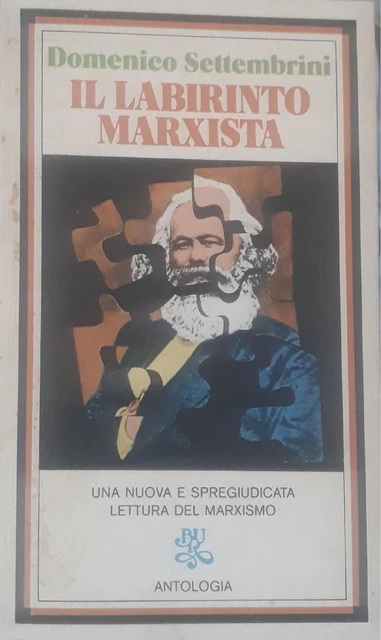 Domenico Settembrini
IL LABIRINTO
MARXISTA
UNA NUOVA E SPREGIUDICATA
LETTURA DEL MARXISMO
BUR
ANTOLOGIA